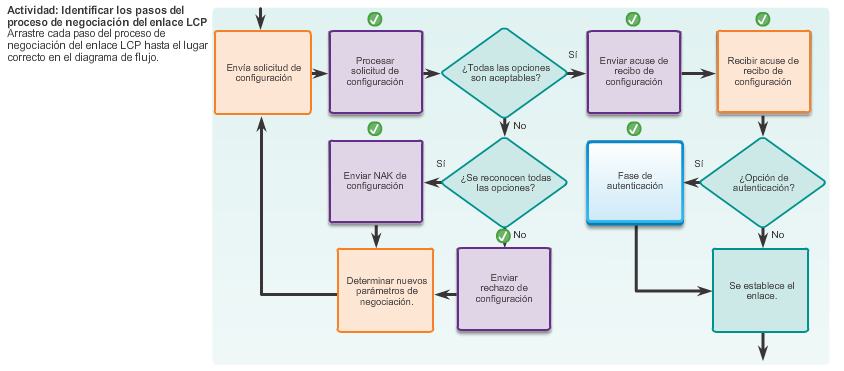 Actividad: Identificar los pasos del
proceso de negociación del enlace LCP
Arrastre cada paso del proceso de
negociación del enlace LCP hasta el lugar
correcto en el diagrama de flujo.
Envía solicitud de
configuración
Procesar
solicitud de
configuración
¿Todas las opciones
son aceptables?
Sí
Enviar acuse de
recibo de
configuración
Recibir acuse de
recibo de
configuración
No
Enviar NAK de
configuración
Sí
¿Se reconocen todas
las opciones?
Fase de
autenticación
Sí
¿Opción de
autenticación?
No
No
Determinar nuevos
parámetros de
negociación.
Enviar
rechazo de
configuración
Se establece el
enlace.